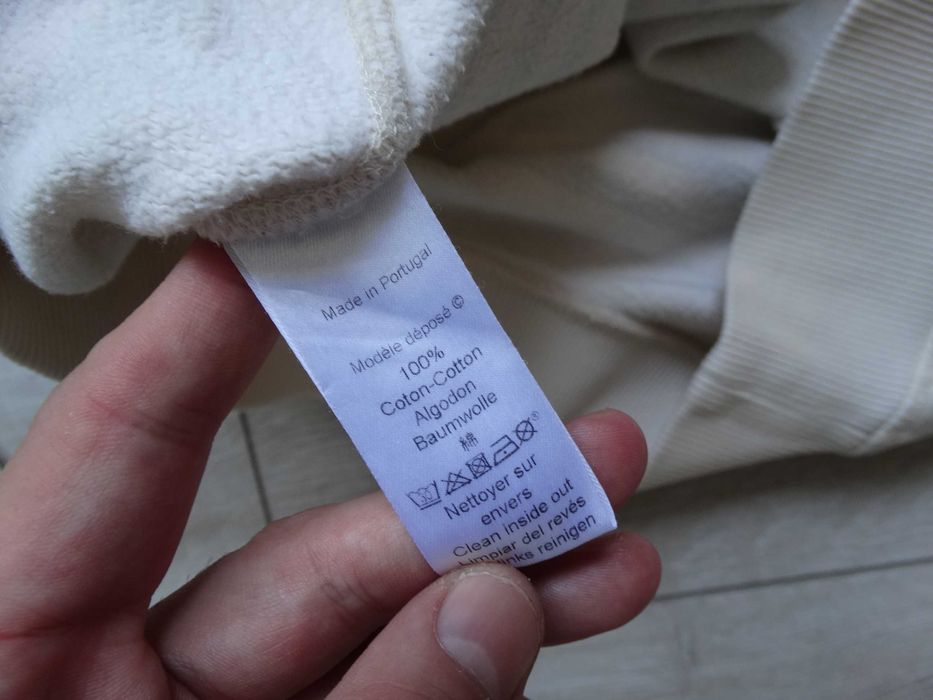 Made in Portugal
Modèle déposé ©
100%
Coton-Cotton
Algodon
Baumwolle
綿
Nettoyer sur
envers
Clean inside out
Limpiar del revés
links reinigen